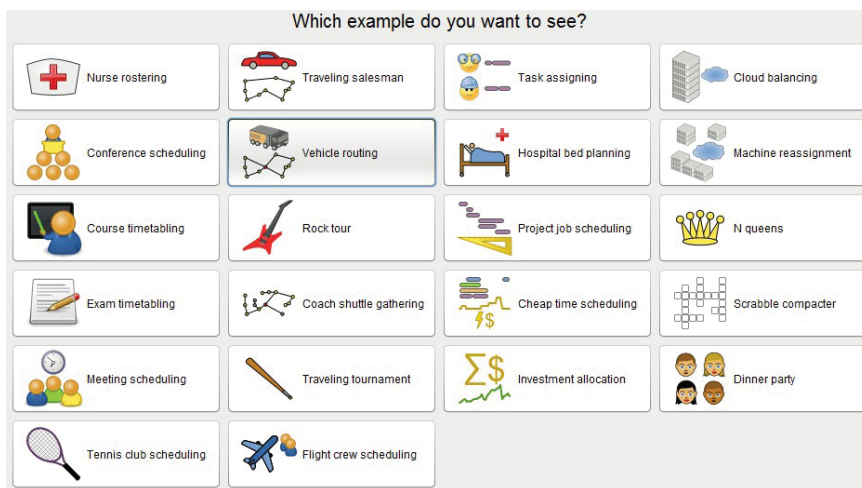 Which example do you want to see?
Nurse rostering
Traveling salesman
Task assigning
Cloud balancing
Conference scheduling
Vehicle routing
Hospital bed planning
Machine reassignment
Course timetabling
Rock tour
Project job scheduling
N queens
Exam timetabling
Coach shuttle gathering
Cheap time scheduling
Scrabble compacter
Meeting scheduling
Traveling tournament
Investment allocation
Dinner party
Tennis club scheduling
Flight crew scheduling